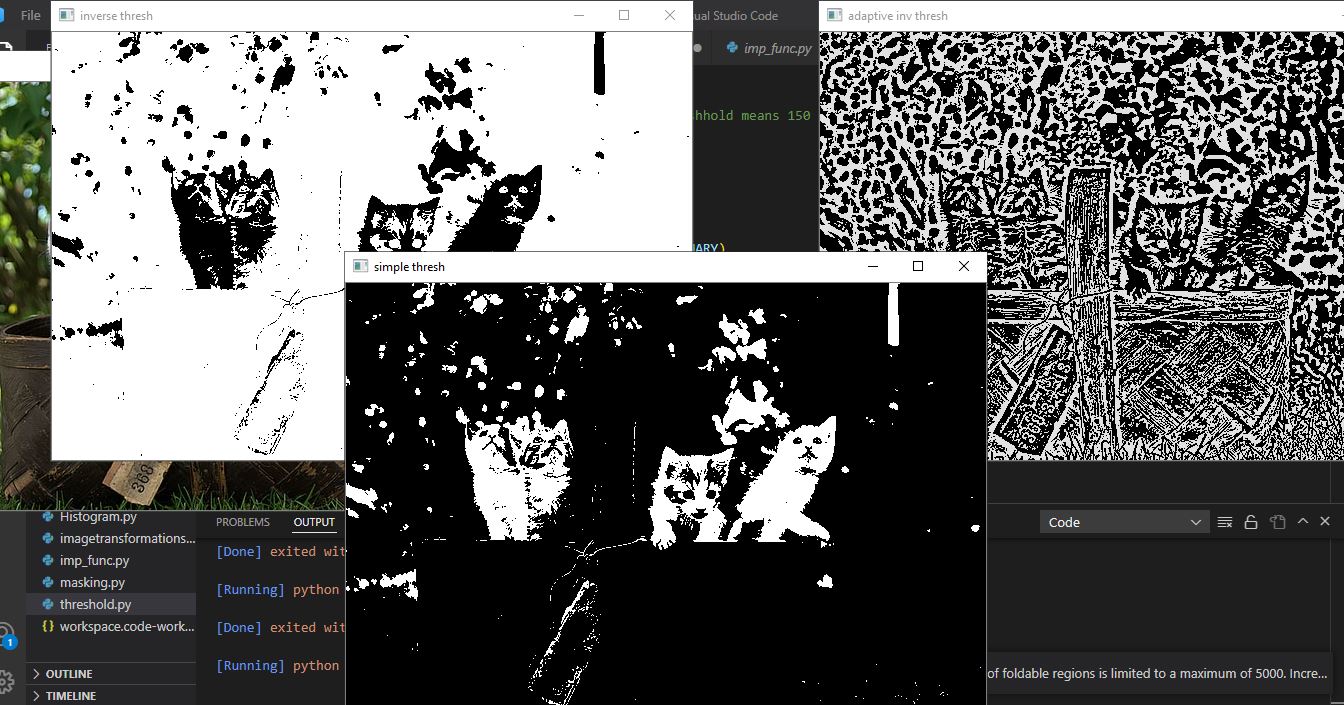 File
inverse thresh
ual Studio Code
adaptive inv thresh
imp_func.py
hhold means 150
ARY)
simple thresh
368
Histogram.py
imagetransformations...
imp_func.py
masking.py
threshold.py
workspace.code-work...
OUTLINE
TIMELINE
PROBLEMS
OUTPUT
Code
[Done] exited wit
[Running] python
[Done] exited wit
[Running] python
1
of foldable regions is limited to a maximum of 5000. Incre...